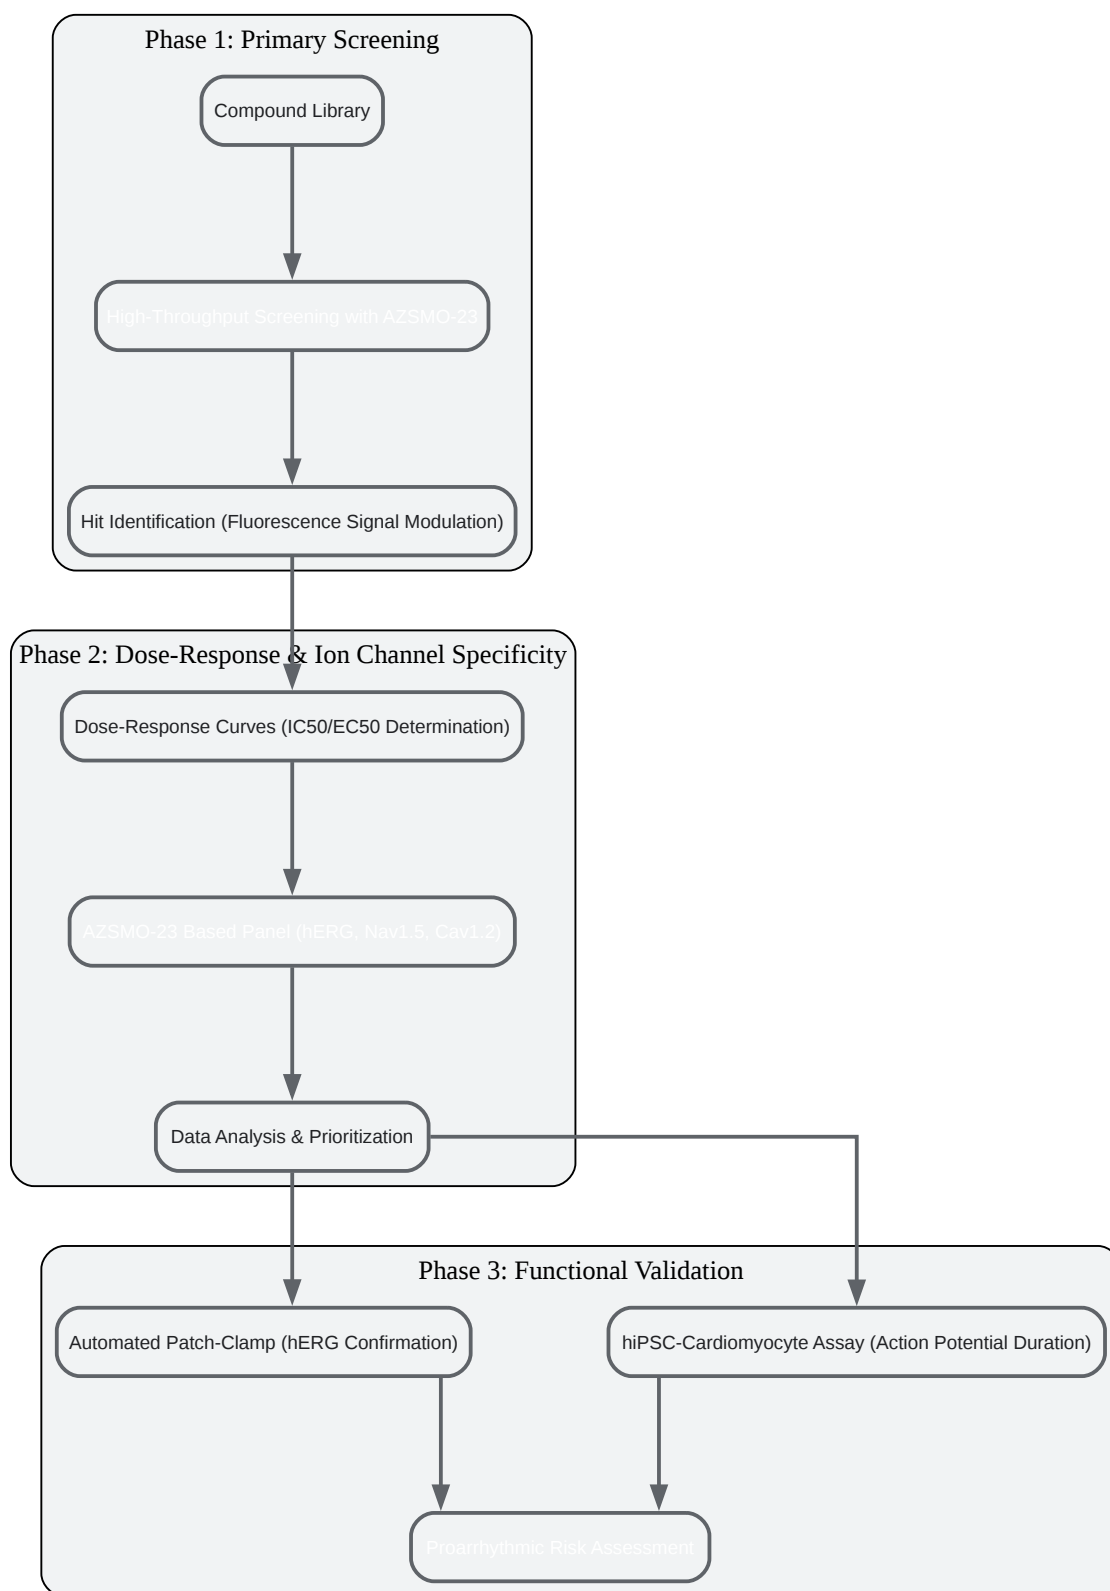 Phase 1: Primary Screening
Compound Library
High-Throughput Screening with AZSMO-23
Hit Identification (Fluorescence Signal Modulation)
Phase 2: Dose-Response & Ion Channel Specificity
Dose-Response Curves (IC50/EC50 Determination)
AZSMO-23 Based Panel (hERG, Nav1.5, Cav1.2)
Data Analysis & Prioritization
Phase 3: Functional Validation
Automated Patch-Clamp (hERG Confirmation)
hiPSC-Cardiomyocyte Assay (Action Potential Duration)
Proarrhythmic Risk Assessment